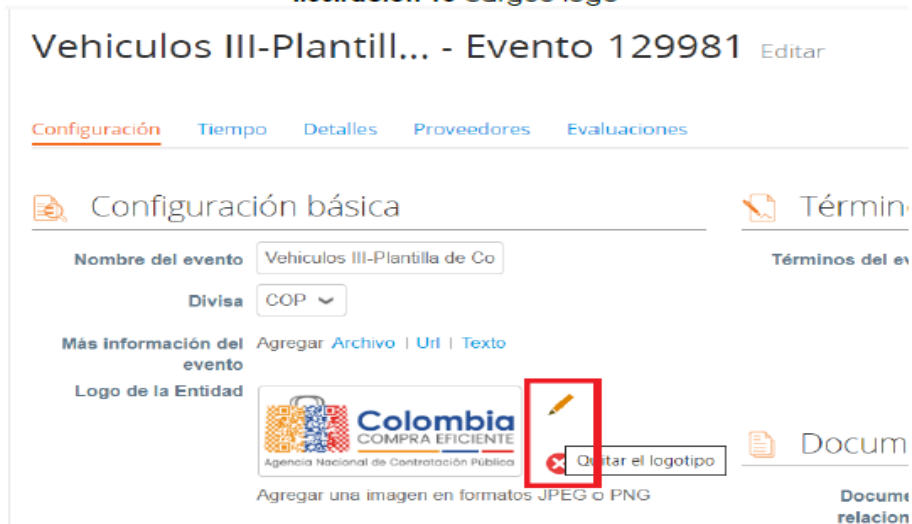 Vehiculos III-Plantill... - Evento 129981 Editar
Configuración Tiempo Detalles Proveedores Evaluaciones
Configuración básica
Nombre del evento Vehiculos III-Plantilla de Co
Divisa COP
Más información del evento Agregar Archivo | Url | Texto
Logo de la Entidad
Colombia
COMPRA EFICIENTE
Agencia Nacional de Contratación Pública
Quitar el logotipo
Agregar una imagen en formatos JPEG o PNG
Términ
Términos del ev
Docum
Docume
relacion